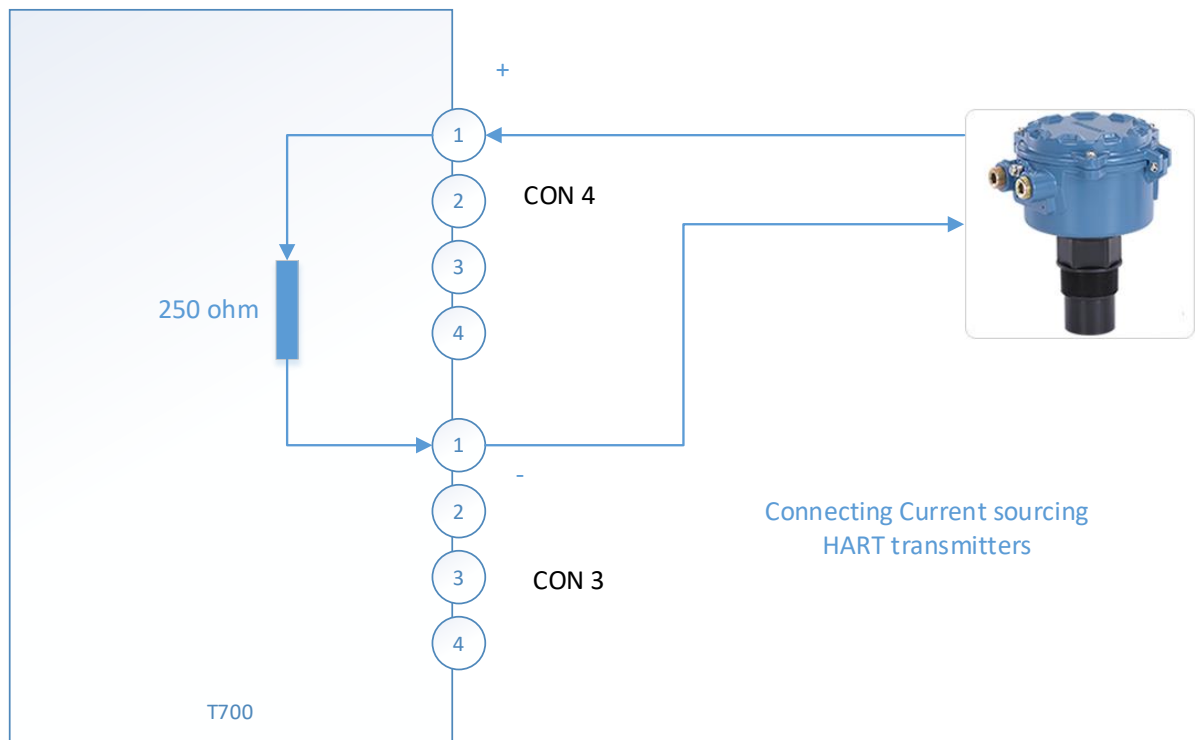 +
1
2
CON 4
3
250 ohm
4
1
-
2
Connecting Current sourcing
HART transmitters
3
CON 3
4
T700